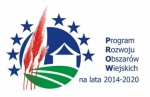 Program
Rozwoju
Obszarów
Wiejskich
na lata 2014-2020